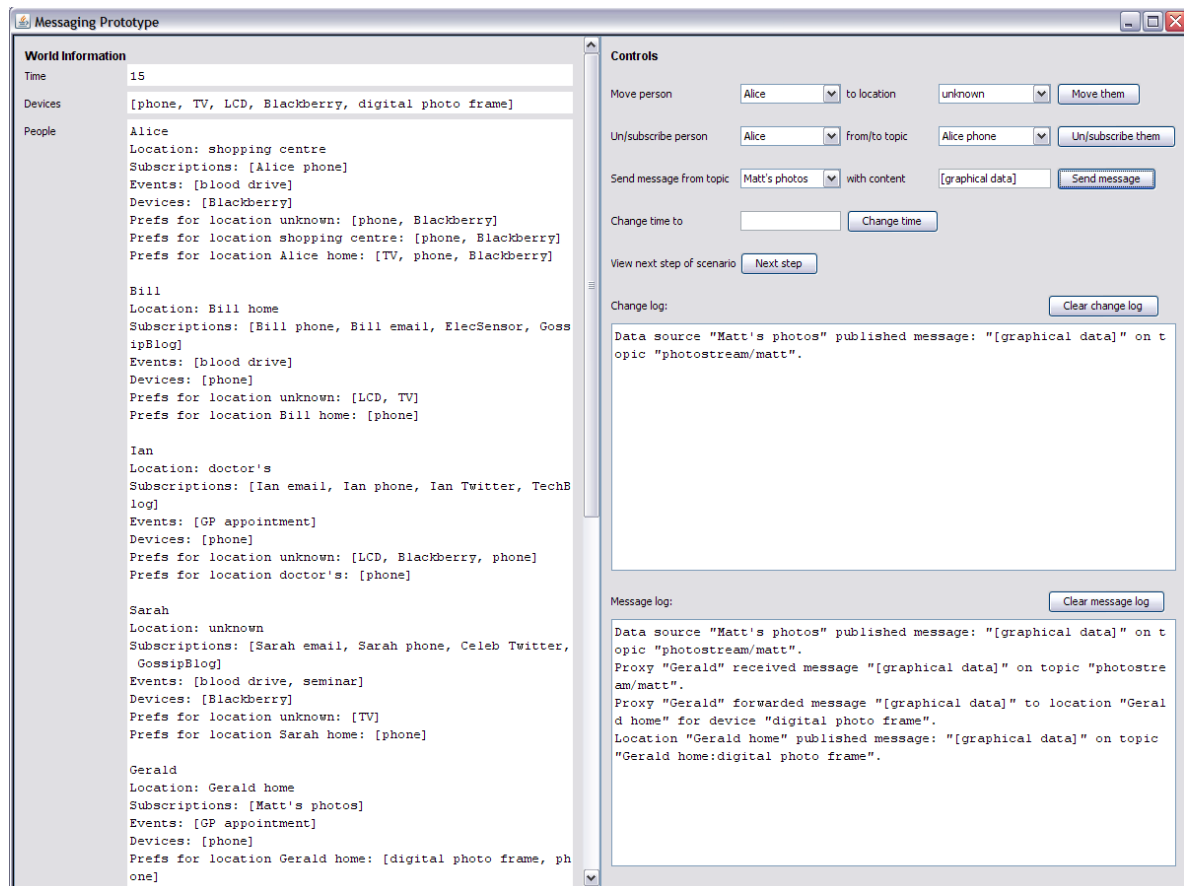 Messaging Prototype
World Information
Time
15
Devices
[phone, TV, LCD, Blackberry, digital photo frame]
People
Alice
Location: shopping centre
Subscriptions: [Alice phone]
Events: [blood drive]
Devices: [Blackberry]
Prefs for location unknown: [phone, Blackberry]
Prefs for location shopping centre: [phone, Blackberry]
Prefs for location Alice home: [TV, phone, Blackberry]
Bill
Location: Bill home
Subscriptions: [Bill phone, Bill email, ElecSensor, Goss
ipBlog]
Events: [blood drive]
Devices: [phone]
Prefs for location unknown: [LCD, TV]
Prefs for location Bill home: [phone]
Ian
Location: doctor's
Subscriptions: [Ian email, Ian phone, Ian Twitter, TechB
log]
Events: [GP appointment]
Devices: [phone]
Prefs for location unknown: [LCD, Blackberry, phone]
Prefs for location doctor's: [phone]
Sarah
Location: unknown
Subscriptions: [Sarah email, Sarah phone, Celeb Twitter,
GossipBlog]
Events: [blood drive, seminar]
Devices: [Blackberry]
Prefs for location unknown: [TV]
Prefs for location Sarah home: [phone]
Gerald
Location: Gerald home
Subscriptions: [Matt's photos]
Events: [GP appointment]
Devices: [phone]
Prefs for location Gerald home: [digital photo frame, ph
one]
Controls
Move person Alice to location unknown Move them
Un/subscribe person Alice from/to topic Alice phone Un/subscribe them
Send message from topic Matt's photos with content [graphical data] Send message
Change time to Change time
View next step of scenario Next step
Change log: Clear change log
Data source "Matt's photos" published message: "[graphical data]" on t
opic "photostream/matt".
Message log: Clear message log
Data source "Matt's photos" published message: "[graphical data]" on t
opic "photostream/matt".
Proxy "Gerald" received message "[graphical data]" on topic "photostre
am/matt".
Proxy "Gerald" forwarded message "[graphical data]" to location "Geral
d home" for device "digital photo frame".
Location "Gerald home" published message: "[graphical data]" on topic
"Gerald home:digital photo frame".